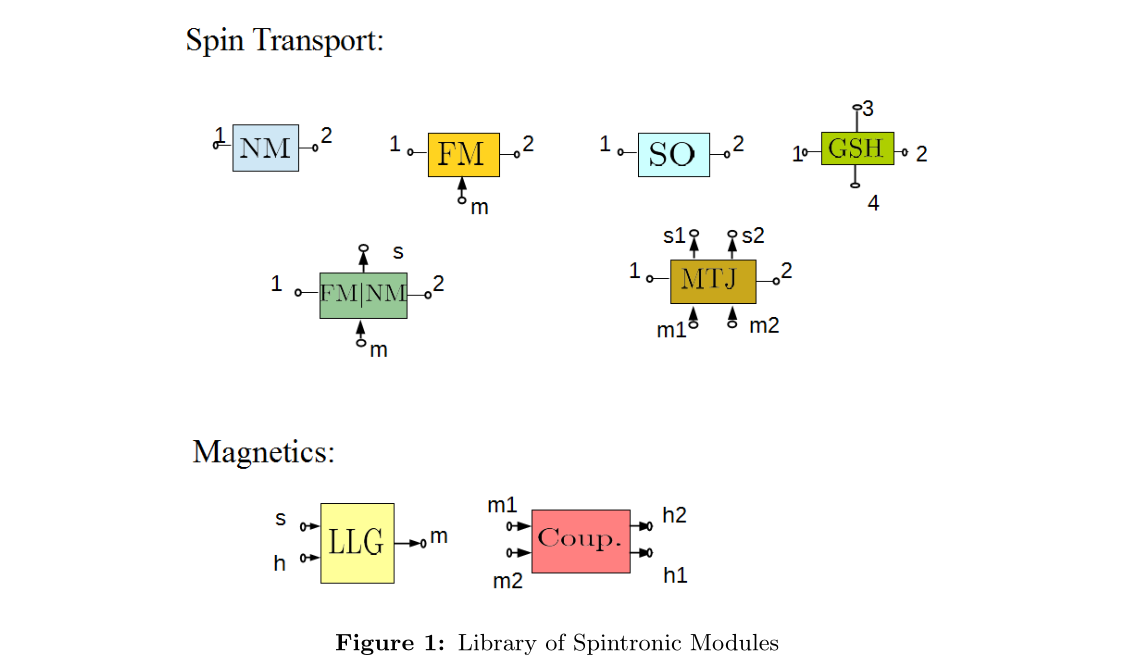 Spin Transport:
1 NM 2
1 FM 2
m
1 SO 2
3
1 GSH 2
4
s
1 FM|NM 2
m
s1 s2
1 MTJ 2
m1 m2
Magnetics:
s
h
LLG
m
m1
m2
Coup.
h2
h1
Figure 1: Library of Spintronic Modules